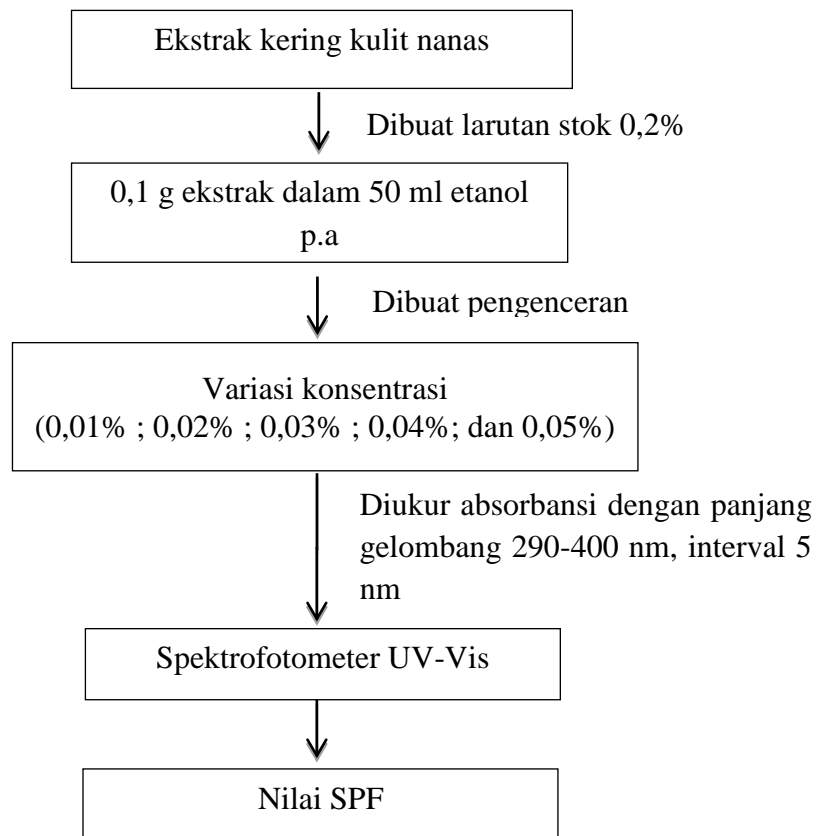 Ekstrak kering kulit nanas
Dibuat larutan stok 0,2%
0,1 g ekstrak dalam 50 ml etanol
p.a
Dibuat pengenceran
Variasi konsentrasi
(0,01% ; 0,02% ; 0,03% ; 0,04%; dan 0,05%)
Diukur absorbansi dengan panjang
gelombang 290-400 nm, interval 5
nm
Spektrofotometer UV-Vis
Nilai SPF